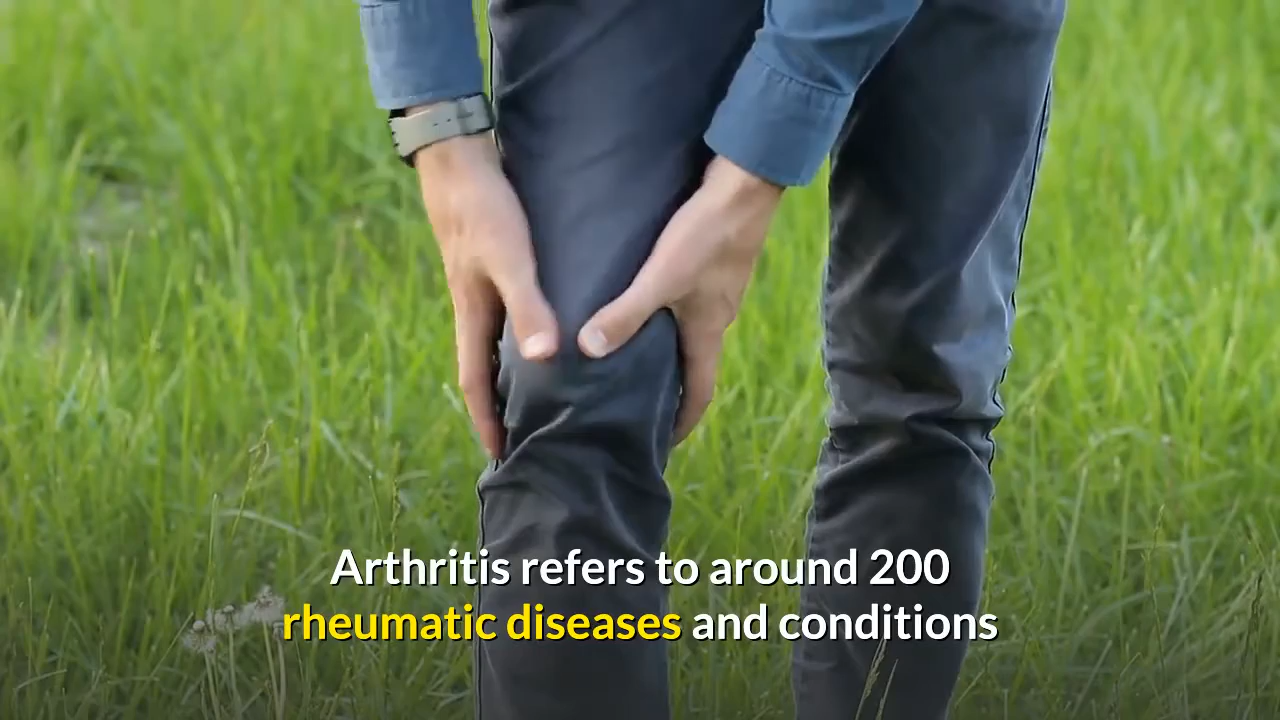 Arthritis refers to around 200
rheumatic diseases and conditions